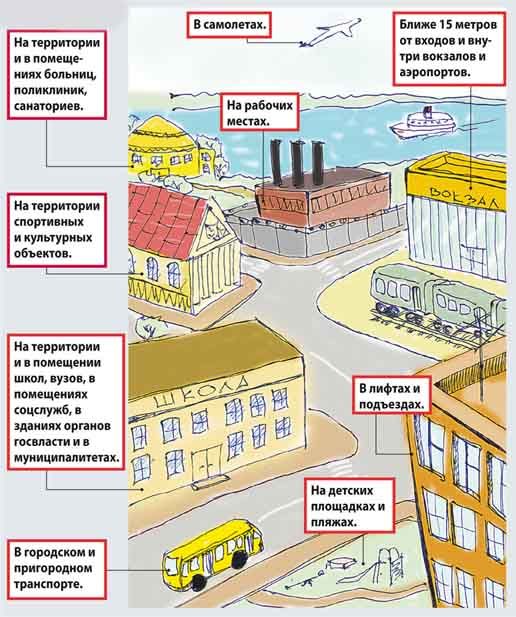 В самолетах.
Ближе 15 метров
от входов и вну-
три вокзалов и
аэропортов.
На территории
и в помеще-
ниях больниц,
поликлиник,
санаториев.
На рабочих
местах.
ВОКЗАЛ
На территории
спортивных
и культурных
объектов.
На территории
и в помещении
школ, вузов, в
помещениях
соцслужб, в
зданиях органов
госвласти и в
муниципалитетах.
ШКОЛА
В лифтах и
подъездах.
На детских
площадках и
пляжах.
В городском и
пригородном
транспорте.